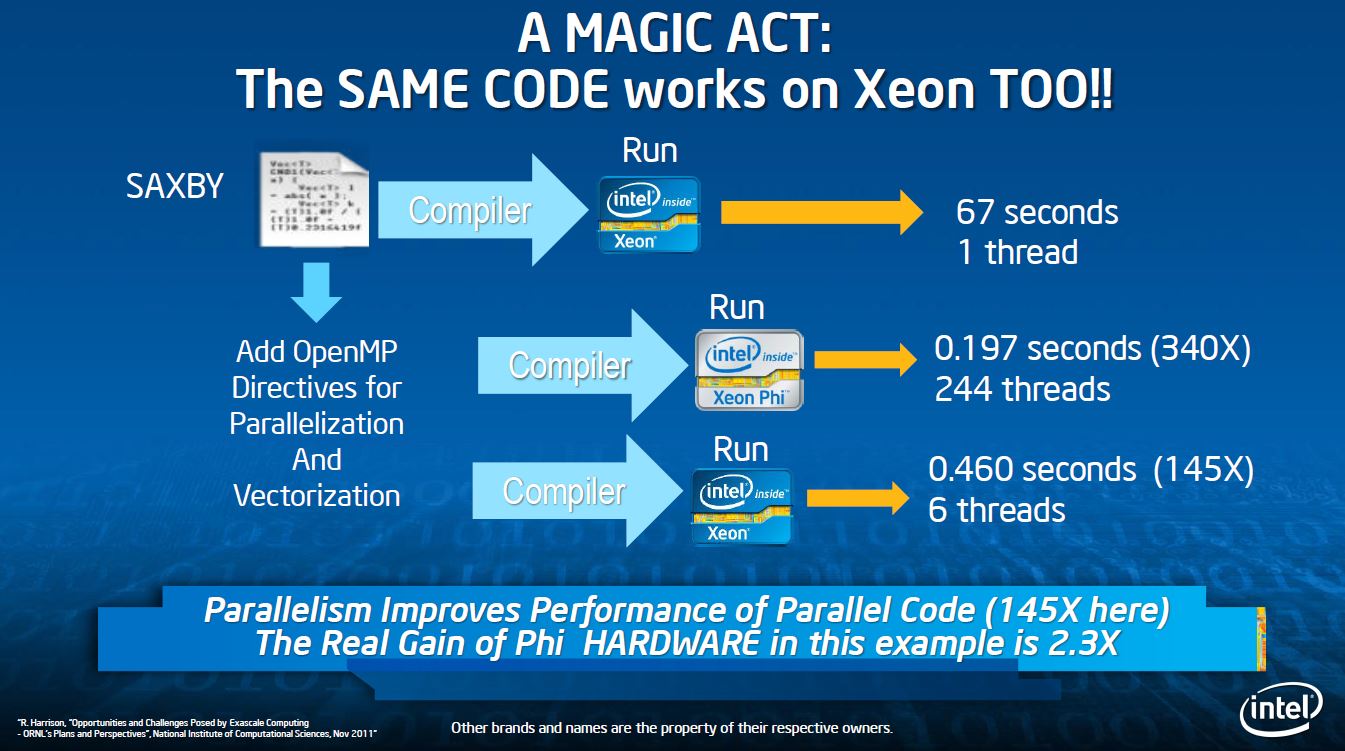 A MAGIC ACT:
The SAME CODE works on Xeon TOO!!
SAXBY
Vec<T>
Compiler
Run
intel inside™
Xeon®
67 seconds
1 thread
Add OpenMP
Directives for
Parallelization
And
Vectorization
Compiler
Run
intel inside™
Xeon Phi™
0.197 seconds (340X)
244 threads
Compiler
Run
intel inside™
Xeon®
0.460 seconds (145X)
6 threads
Parallelism Improves Performance of Parallel Code (145X here)
The Real Gain of Phi HARDWARE in this example is 2.3X
"R. Harrison, "Opportunities and Challenges Posed by Exascale Computing
- ORNL's Plans and Perspectives", National Institute of Computational Sciences, Nov 2011"
Other brands and names are the property of their respective owners.
intel